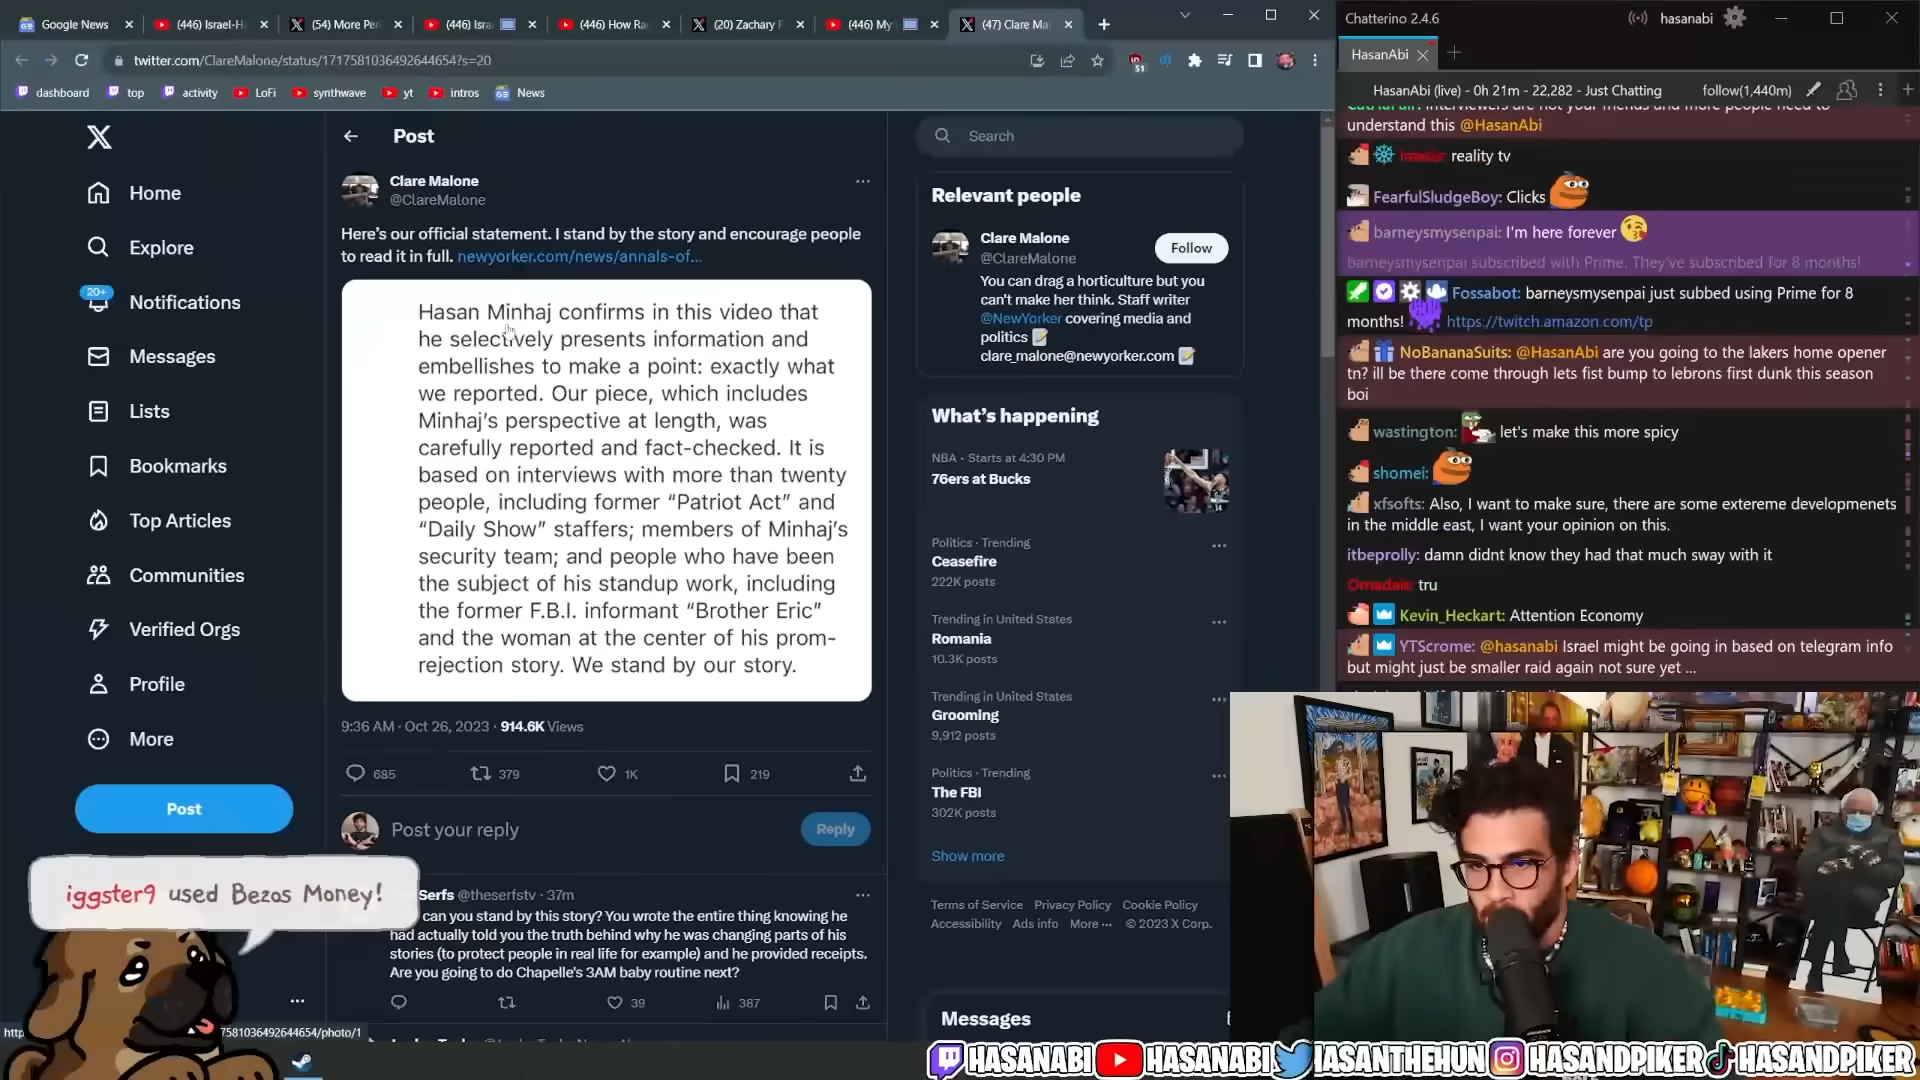 Google News
(446) Israel-H
(54) More Per
(446) Isra
(446) How Ra
(20) Zachary F
(446) My
(47) Clare Ma
twitter.com/ClareMalone/status/1717581036492644654?s=20
51
dashboard
top
activity
LoFi
synthwave
yt
intros
News
Home
Explore
20+
Notifications
Messages
Lists
Bookmarks
Top Articles
Communities
Verified Orgs
Profile
More
Post
Post
Clare Malone
@ClareMalone
Here's our official statement. I stand by the story and encourage people
to read it in full. newyorker.com/news/annals-of...
Hasan Minhaj confirms in this video that
he selectively presents information and
embellishes to make a point: exactly what
we reported. Our piece, which includes
Minhaj's perspective at length, was
carefully reported and fact-checked. It is
based on interviews with more than twenty
people, including former "Patriot Act" and
"Daily Show" staffers; members of Minhaj's
security team; and people who have been
the subject of his standup work, including
the former F.B.I. informant "Brother Eric"
and the woman at the center of his prom-
rejection story. We stand by our story.
9:36 AM · Oct 26, 2023 · 914.6K Views
685
379
1K
219
Post your reply
Reply
Serfs @theserfstv · 37m
can you stand by this story? You wrote the entire thing knowing he
had actually told you the truth behind why he was changing parts of his
stories (to protect people in real life for example) and he provided receipts.
Are you going to do Chapelle's 3AM baby routine next?
39
387
iggster9 used Bezos Money!
7581036492644654/photo/1
Search
Relevant people
Clare Malone
@ClareMalone
Follow
You can drag a horticulture but you
can't make her think. Staff writer
@NewYorker covering media and
politics
clare_malone@newyorker.com
What's happening
NBA · Starts at 4:30 PM
76ers at Bucks
Politics · Trending
Ceasefire
222K posts
Trending in United States
Romania
10.3K posts
Trending in United States
Grooming
9,912 posts
Politics · Trending
The FBI
302K posts
Show more
Terms of Service Privacy Policy Cookie Policy
Accessibility Ads info More ··· © 2023 X Corp.
Messages
Chatterino 2.4.6
hasanabi
HasanAbi
HasanAbi (live) - 0h 21m - 22,282 - Just Chatting
follow(1,440m)
interviewers are not your friends and more people need to
understand this @HasanAbi
reality tv
FearfulSludgeBoy: Clicks
barneysmysenpai: I'm here forever
barneysmysenpai subscribed with Prime. They've subscribed for 8 months!
Fossabot: barneysmysenpai just subbed using Prime for 8
months! https://twitch.amazon.com/tp
NoBananaSuits: @HasanAbi are you going to the lakers home opener
tn? ill be there come through lets fist bump to lebrons first dunk this season
boi
wastington: let's make this more spicy
shomei:
xfsofts: Also, I want to make sure, there are some extereme developmenets
in the middle east, I want your opinion on this.
itbeprolly: damn didnt know they had that much sway with it
Omadais: tru
Kevin_Heckart: Attention Economy
YTScrome: @hasanabi Israel might be going in based on telegram info
but might just be smaller raid again not sure yet ...
HASANABI HASANABI HASANTHEHUN HASANDPIKER HASANDPIKER